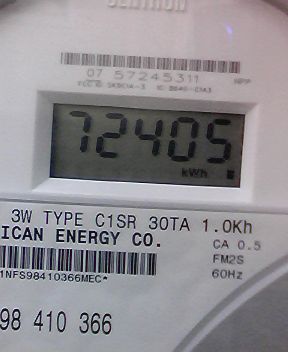 CENTRON
07 57245311
72405
kWh
3W TYPE C1SR 30TA 1.0Kh
ICAN ENERGY CO.
CA 0.5
FM2S
60Hz
1NFS98410366MEC*
98 410 366